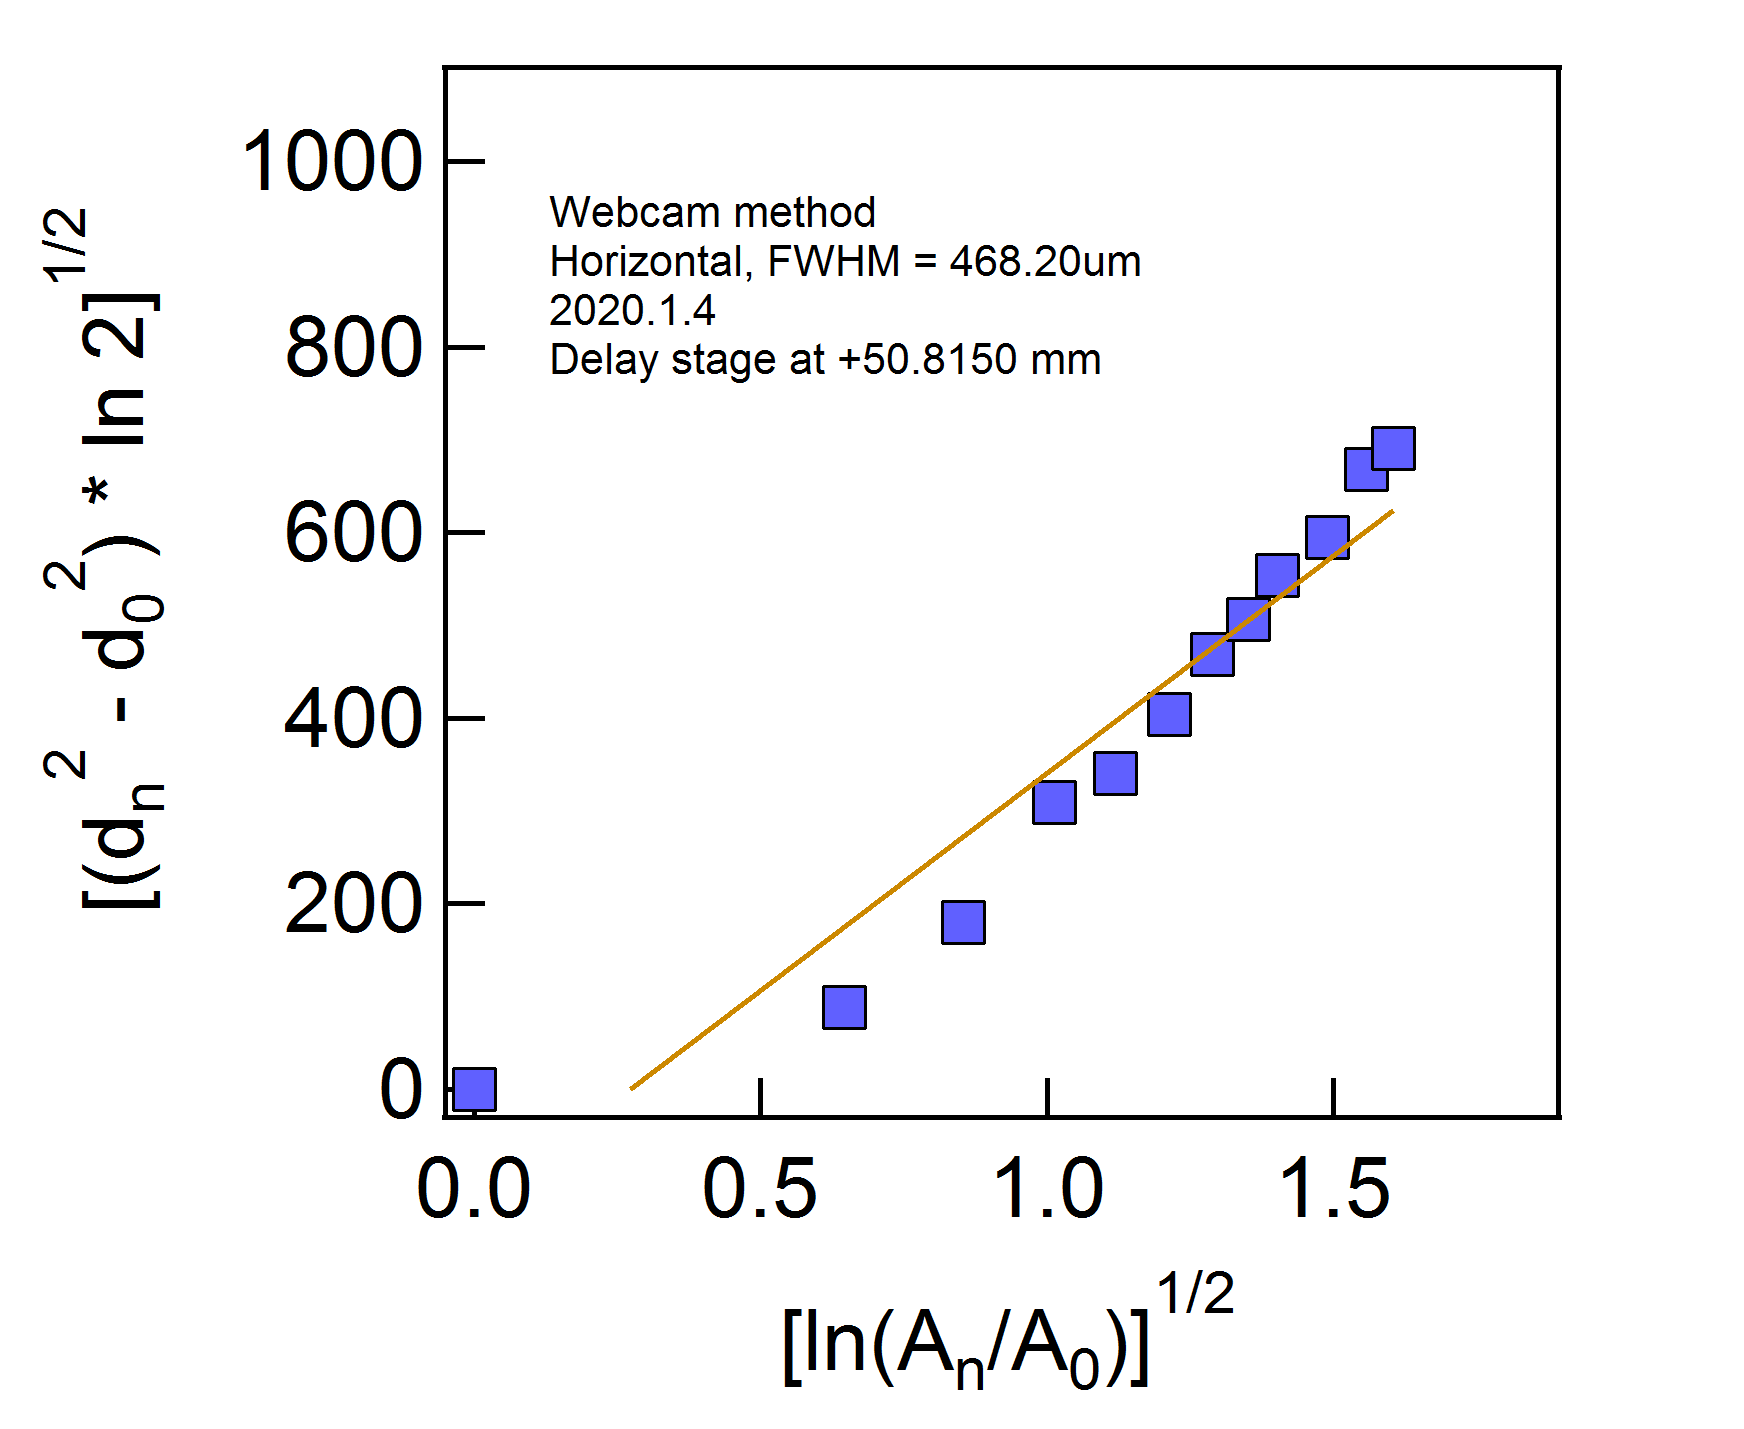 [(dn2 - d02) * ln 2]1/2
1000
800
600
400
200
0
Webcam method
Horizontal, FWHM = 468.20um
2020.1.4
Delay stage at +50.8150 mm
0.0 0.5 1.0 1.5
[ln(An/A0)]1/2